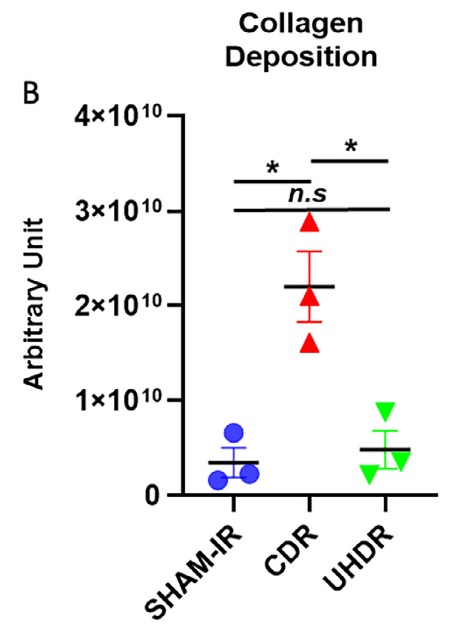 Collagen
Deposition
B
4×10¹⁰
*
*
n.s
3×10¹⁰
2×10¹⁰
1×10¹⁰
0
Arbitrary Unit
SHAM-IR
CDR
UHDR